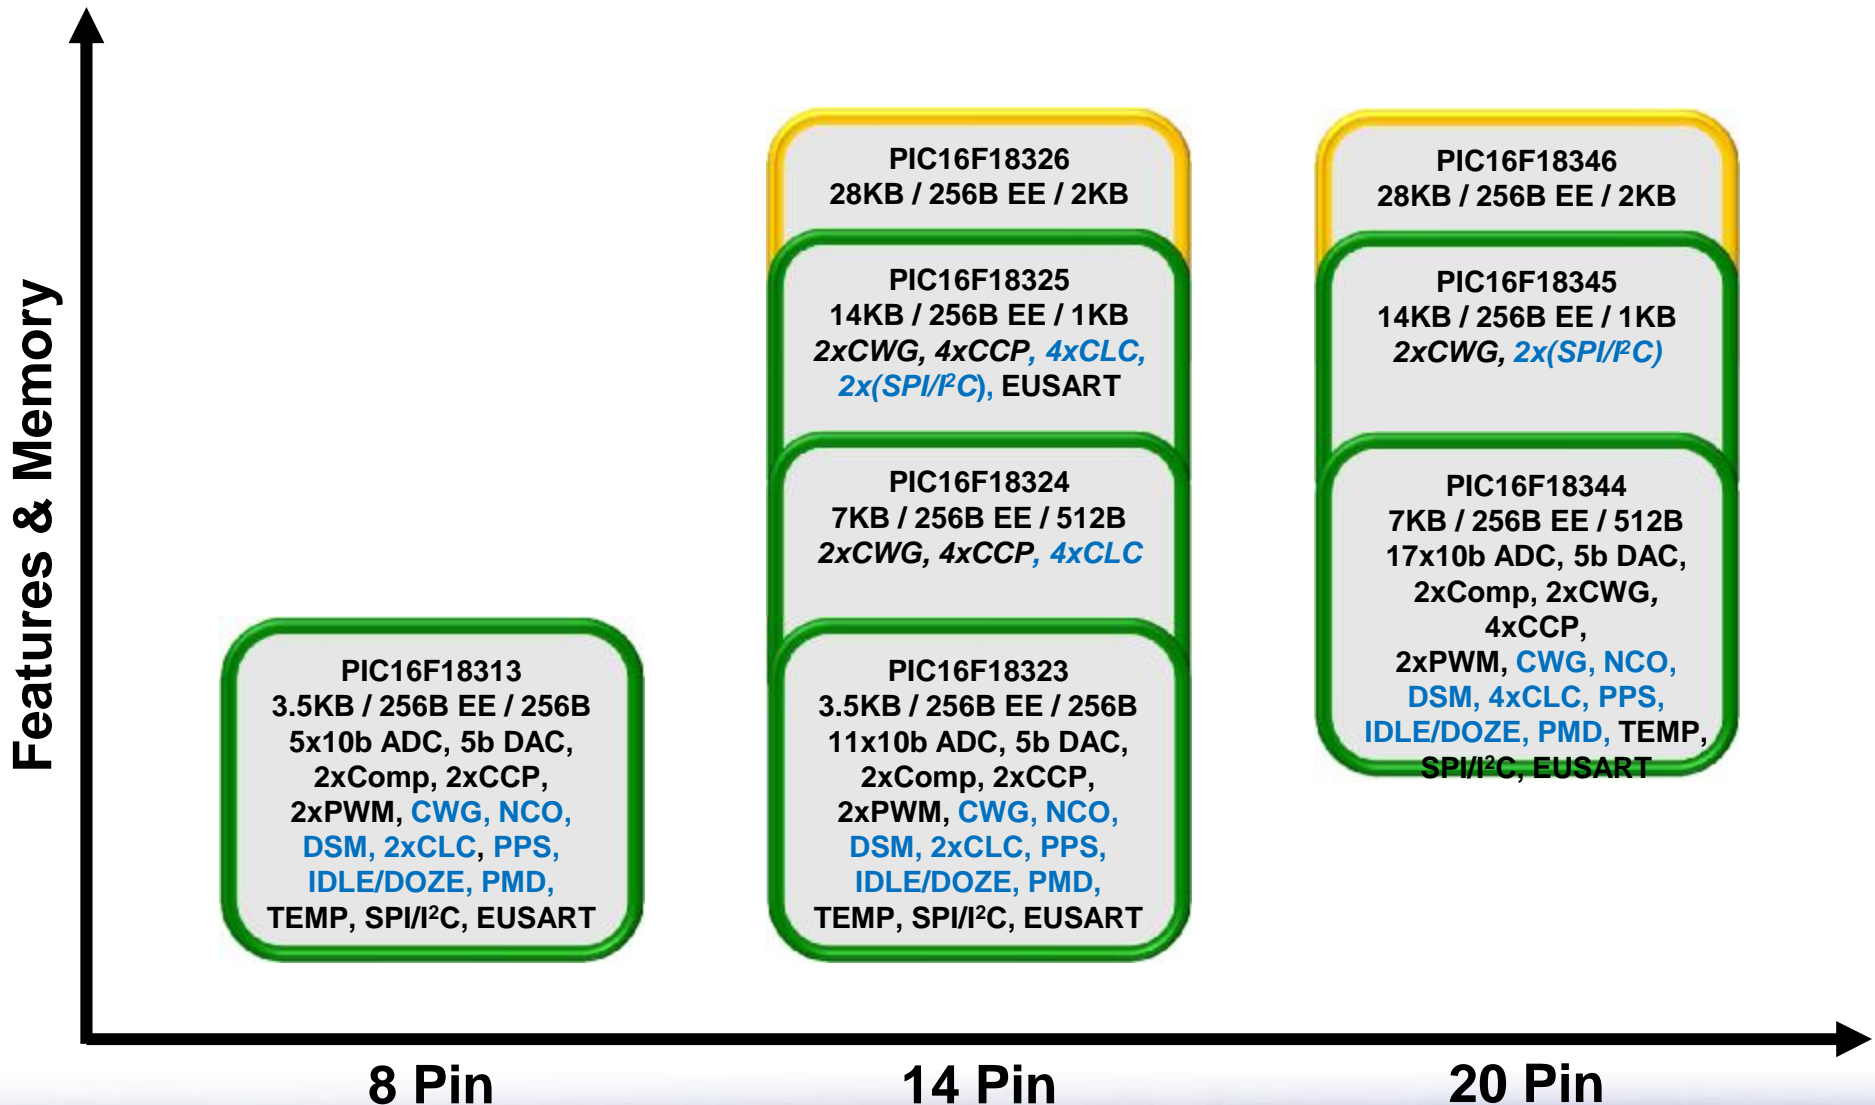 Features & Memory
PIC16F18313
3.5KB / 256B EE / 256B
5x10b ADC, 5b DAC,
2xComp, 2xCCP,
2xPWM, CWG, NCO,
DSM, 2xCLC, PPS,
IDLE/DOZE, PMD,
TEMP, SPI/I²C, EUSART
PIC16F18326
28KB / 256B EE / 2KB
PIC16F18325
14KB / 256B EE / 1KB
2xCWG, 4xCCP, 4xCLC,
2x(SPI/I²C), EUSART
PIC16F18324
7KB / 256B EE / 512B
2xCWG, 4xCCP, 4xCLC
PIC16F18323
3.5KB / 256B EE / 256B
11x10b ADC, 5b DAC,
2xComp, 2xCCP,
2xPWM, CWG, NCO,
DSM, 2xCLC, PPS,
IDLE/DOZE, PMD,
TEMP, SPI/I²C, EUSART
PIC16F18346
28KB / 256B EE / 2KB
PIC16F18345
14KB / 256B EE / 1KB
2xCWG, 2x(SPI/I²C)
PIC16F18344
7KB / 256B EE / 512B
17x10b ADC, 5b DAC,
2xComp, 2xCWG,
4xCCP,
2xPWM, CWG, NCO,
DSM, 4xCLC, PPS,
IDLE/DOZE, PMD, TEMP,
SPI/I²C, EUSART
8 Pin
14 Pin
20 Pin